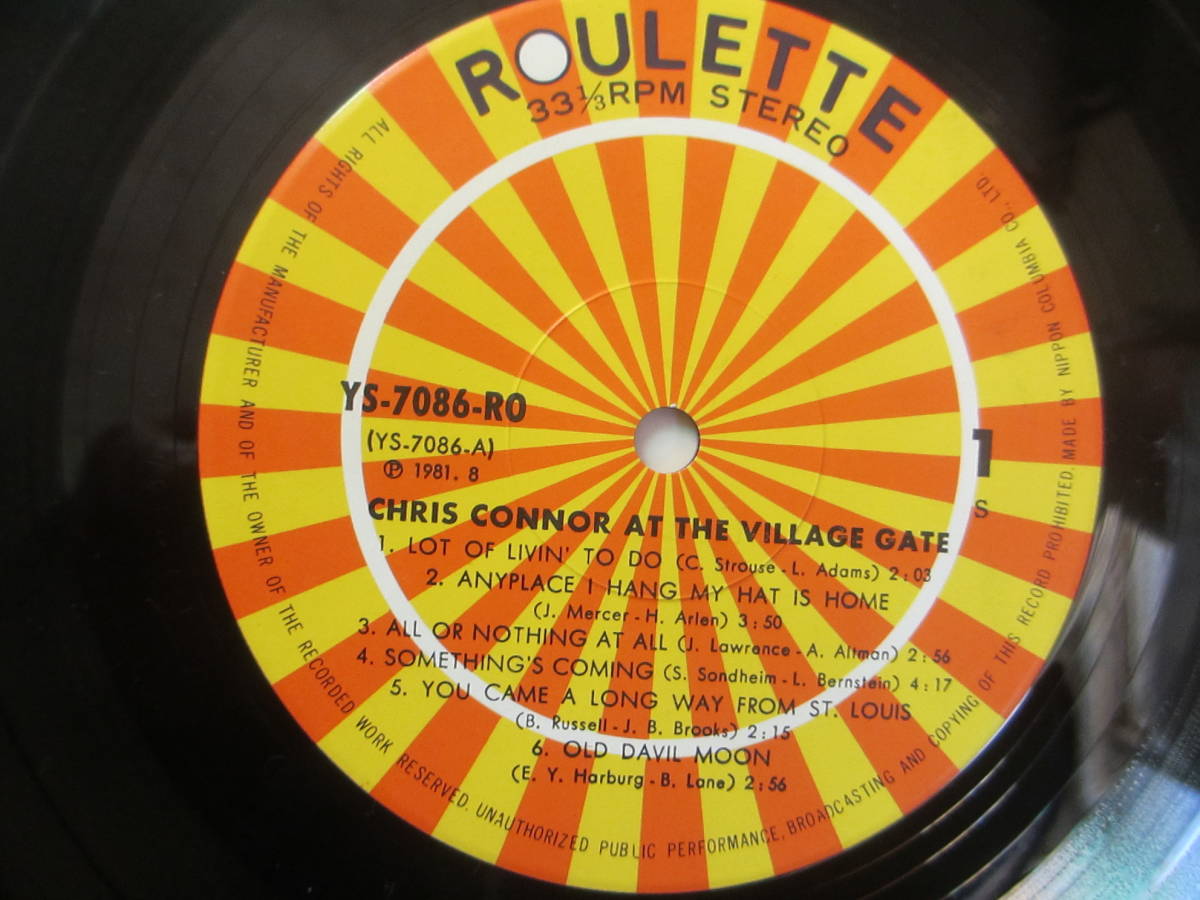 ROULETTE
33 1/3 RPM STEREO
YS-7086-RO
(YS-7086-A)
℗ 1981. 8
1
S
CHRIS CONNOR AT THE VILLAGE GATE
1. LOT OF LIVIN' TO DO (C. Strouse - L. Adams) 2:03
2. ANYPLACE I HANG MY HAT IS HOME
(J. Mercer - H. Arlen) 3:50
3. ALL OR NOTHING AT ALL (J. Lawrence - A. Altman) 2:56
4. SOMETHING'S COMING (S. Sondheim - L. Bernstein) 4:17
5. YOU CAME A LONG WAY FROM ST. LOUIS
(B. Russell - J. B. Brooks) 2:15
6. OLD DAVIL MOON
(E. Y. Harburg - B. Lane) 2:56
ALL RIGHTS OF THE MANUFACTURER AND OF THE OWNER OF THE RECORDED WORK RESERVED. UNAUTHORIZED PUBLIC PERFORMANCE, BROADCASTING AND COPYING OF THIS RECORD PROHIBITED. MADE BY NIPPON COLUMBIA CO., LTD.